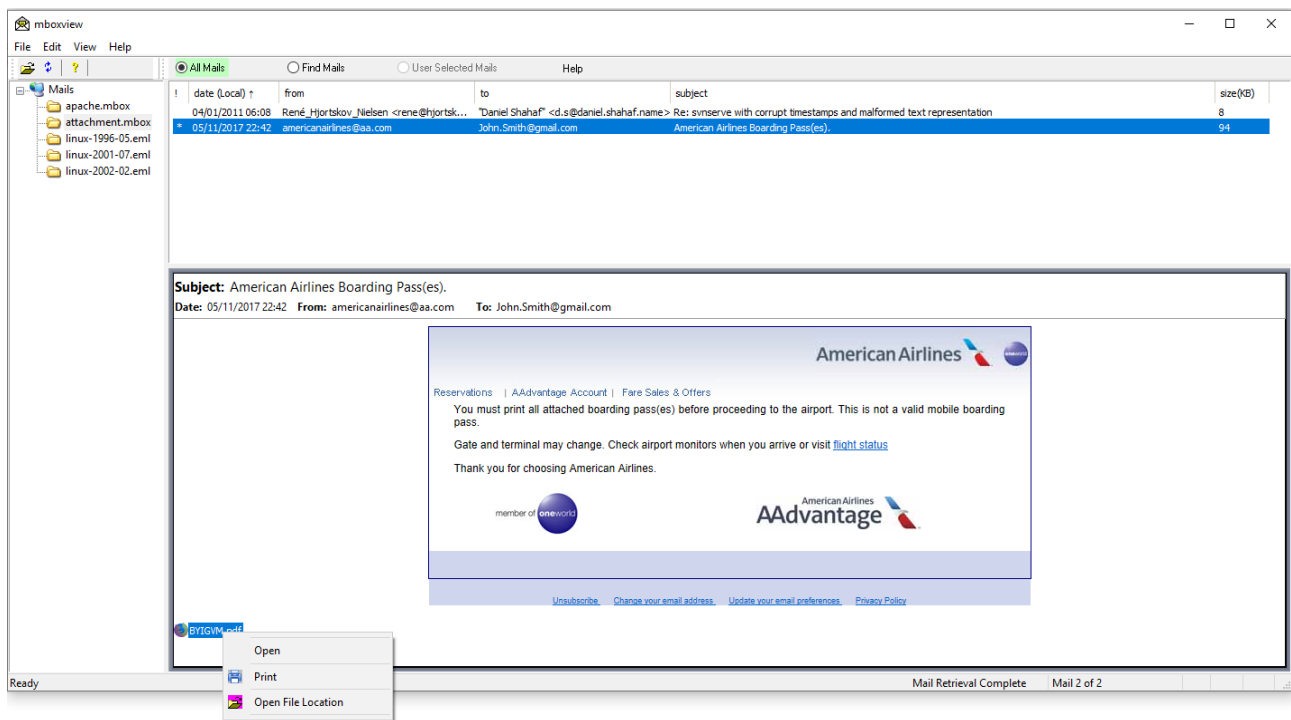 mboxview
File Edit View Help
All Mails Find Mails User Selected Mails Help
Mails
apache.mbox
attachment.mbox
linux-1996-05.eml
linux-2001-07.eml
linux-2002-02.eml
! date (Local) ↑ from to subject size(KB)
04/01/2011 06:08 René_Hjortskov_Nielsen <rene@hjortsk... "Daniel Shahaf" <d.s@daniel.shahaf.name> Re: svnserve with corrupt timestamps and malformed text representation 8
* 05/11/2017 22:42 americanairlines@aa.com John.Smith@gmail.com American Airlines Boarding Pass(es). 94
Subject: American Airlines Boarding Pass(es).
Date: 05/11/2017 22:42 From: americanairlines@aa.com To: John.Smith@gmail.com
American Airlines oneworld
Reservations | AAdvantage Account | Fare Sales & Offers
You must print all attached boarding pass(es) before proceeding to the airport. This is not a valid mobile boarding
pass.
Gate and terminal may change. Check airport monitors when you arrive or visit flight status
Thank you for choosing American Airlines.
member of oneworld
American Airlines
AAdvantage
Unsubscribe Change your email address Update your email preferences Privacy Policy
BYIGVM.pdf
Open
Print
Open File Location
Ready Mail Retrieval Complete Mail 2 of 2